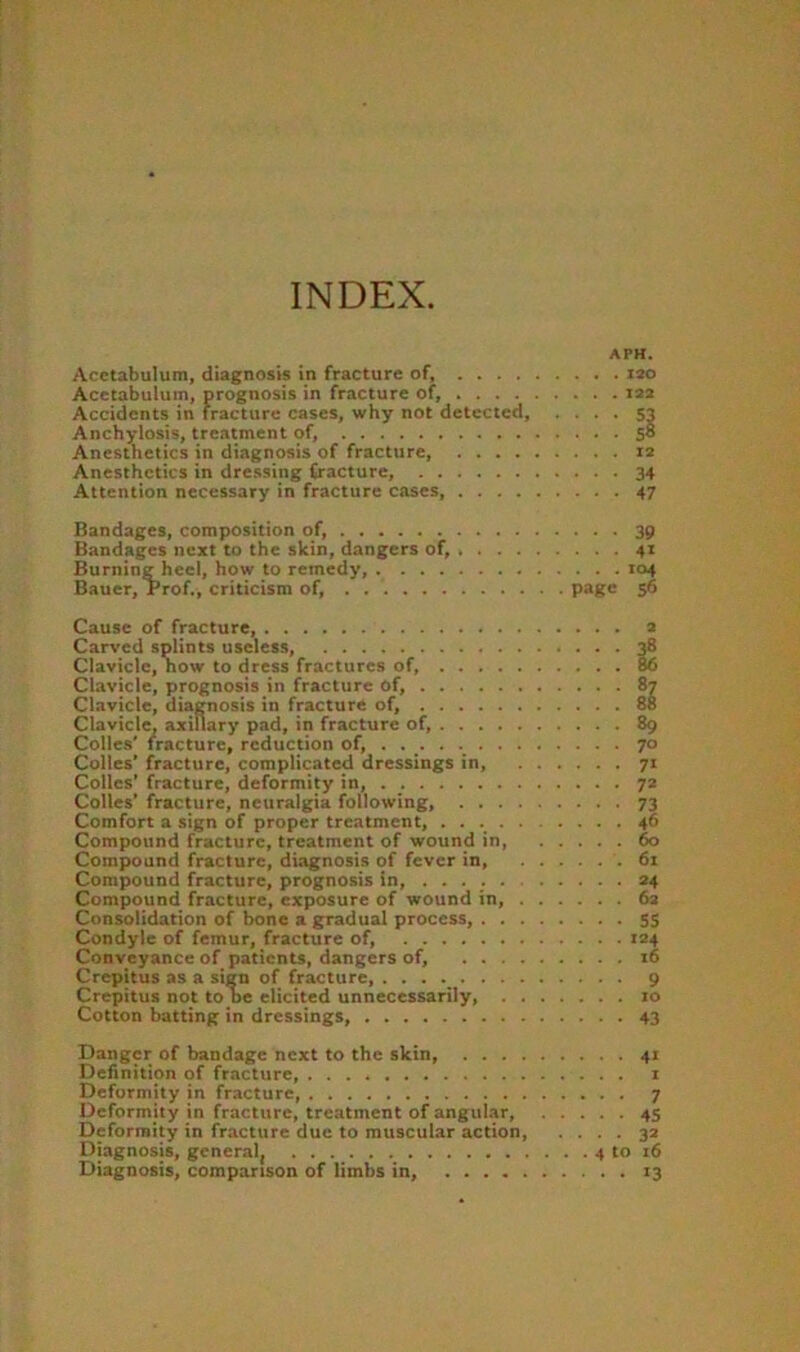 INDEX.
APH.
Acetabulum, diagnosis in fracture of, . . . . . . . . . 120
Acetabulum, prognosis in fracture of, . . . . . . . . . 122
Accidents in fracture cases, why not detected, . . . . 53
Anchylosis, treatment of, . . . . . . . . . . . . . . . 58
Anesthetics in diagnosis of fracture, . . . . . . . . . 12
Anesthetics in dressing fracture, . . . . . . . . . . . 34
Attention necessary in fracture cases, . . . . . . . . . 47
Bandages, composition of, . . . . . . . . . . . . . . . 39
Bandages next to the skin, dangers of, . . . . . . . . . 41
Burning heel, how to remedy, . . . . . . . . . . . . . 104
Bauer, Prof., criticism of, . . . . . . . . . . . . page 56
Cause of fracture, . . . . . . . . . . . . . . . . . . 2
Carved splints useless, . . . . . . . . . . . . . . . . 38
Clavicle, how to dress fractures of, . . . . . . . . . . 86
Clavicle, prognosis in fracture of, . . . . . . . . . . . 87
Clavicle, diagnosis in fracture of, . . . . . . . . . . . 88
Clavicle, axillary pad, in fracture of, . . . . . . . . . . 89
Colles' fracture, reduction of, . . . . . . . . . . . . . 70
Colles' fracture, complicated dressings in, . . . . . . 71
Colles' fracture, deformity in, . . . . . . . . . . . . . 72
Colles' fracture, neuralgia following, . . . . . . . . . 73
Comfort a sign of proper treatment, . . . . . . . . . . 46
Compound fracture, treatment of wound in, . . . . . 60
Compound fracture, diagnosis of fever in, . . . . . . 61
Compound fracture, prognosis in, . . . . . . . . . . . 24
Compound fracture, exposure of wound in, . . . . . . 62
Consolidation of bone a gradual process, . . . . . . . . 55
Condyle of femur, fracture of, . . . . . . . . . . . . 124
Conveyance of patients, dangers of, . . . . . . . . . 16
Crepitus as a sign of fracture, . . . . . . . . . . . . . 9
Crepitus not to be elicited unnecessarily, . . . . . . . 10
Cotton batting in dressings, . . . . . . . . . . . . . . 43
Danger of bandage next to the skin, . . . . . . . . . 41
Definition of fracture, . . . . . . . . . . . . . . . . . 1
Deformity in fracture, . . . . . . . . . . . . . . . . . 7
Deformity in fracture, treatment of angular, . . . . . 45
Deformity in fracture due to muscular action, . . . . 32
Diagnosis, general, . . . . . . . . . . . . . . . . 4 to 16
Diagnosis, comparison of limbs in, . . . . . . . . . . 13